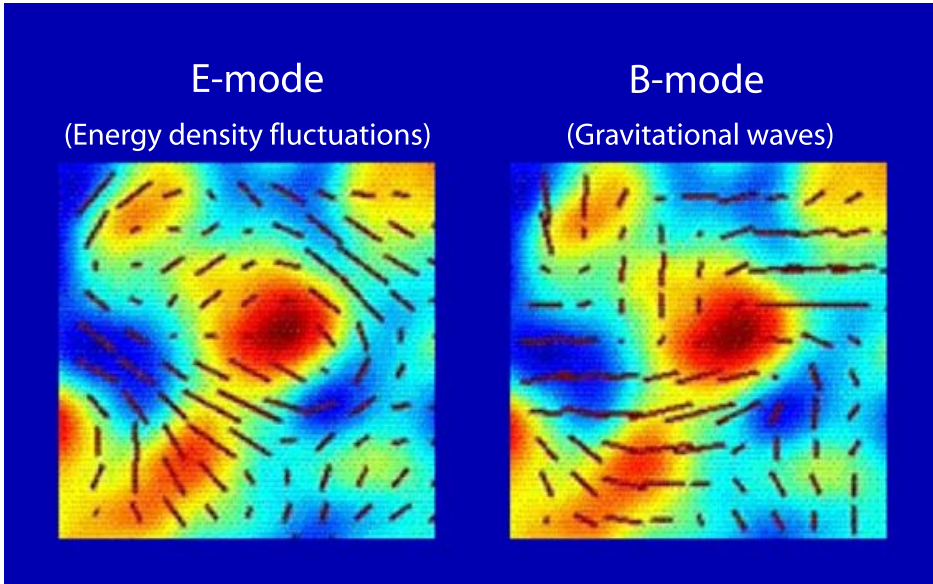 E-mode
(Energy density fluctuations)
B-mode
(Gravitational waves)